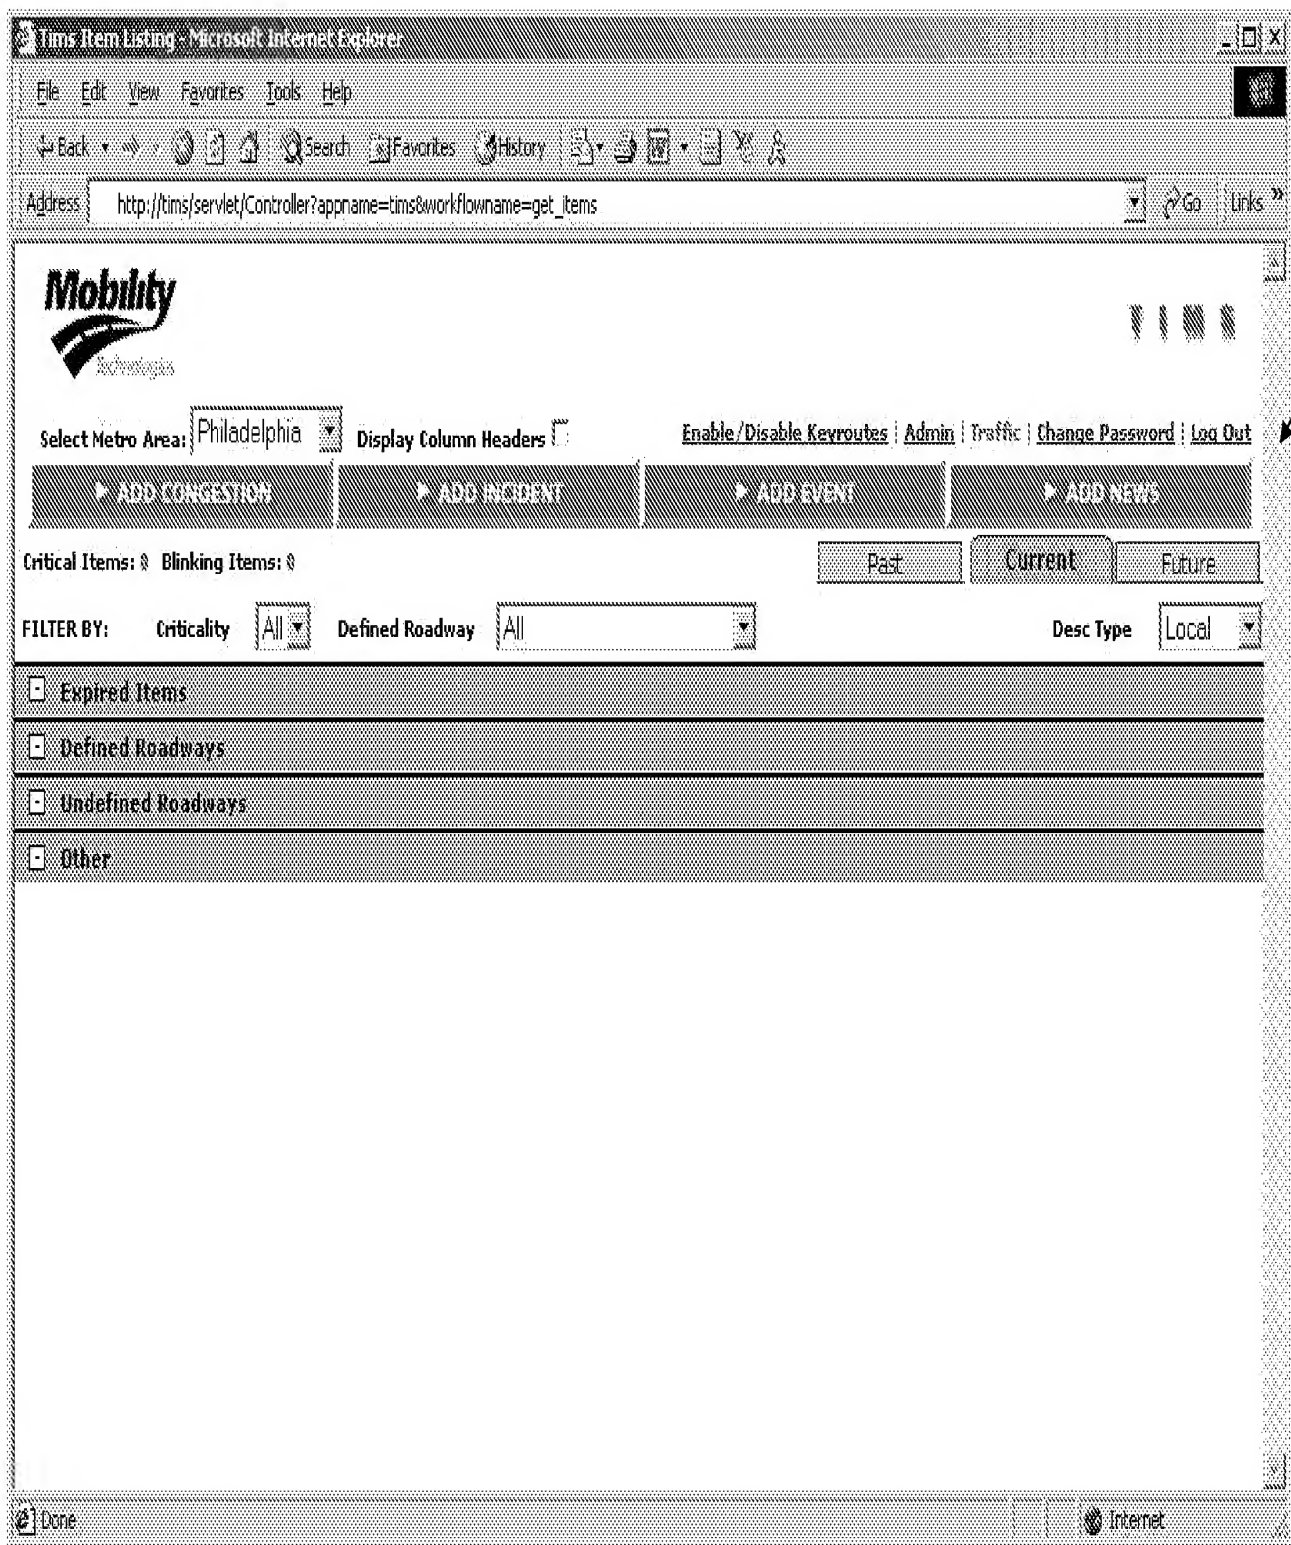 Tims Item Listing - Microsoft Internet Explorer
File Edit View Favorites Tools Help
Back Search Favorites History
Address http://tims/servlet/Controller?appname=tims&workflowname=get_items Go Links »
Mobility
Technologies
T I M S
Select Metro Area: Philadelphia Display Column Headers Enable/Disable Keyroutes | Admin | Traffic | Change Password | Log Out
ADD CONGESTION ADD INCIDENT ADD EVENT ADD NEWS
Critical Items: 0 Blinking Items: 0 Past Current Future
FILTER BY: Criticality All Defined Roadway All Desc Type Local
- Expired Items
- Defined Roadways
- Undefined Roadways
- Other
Done Internet